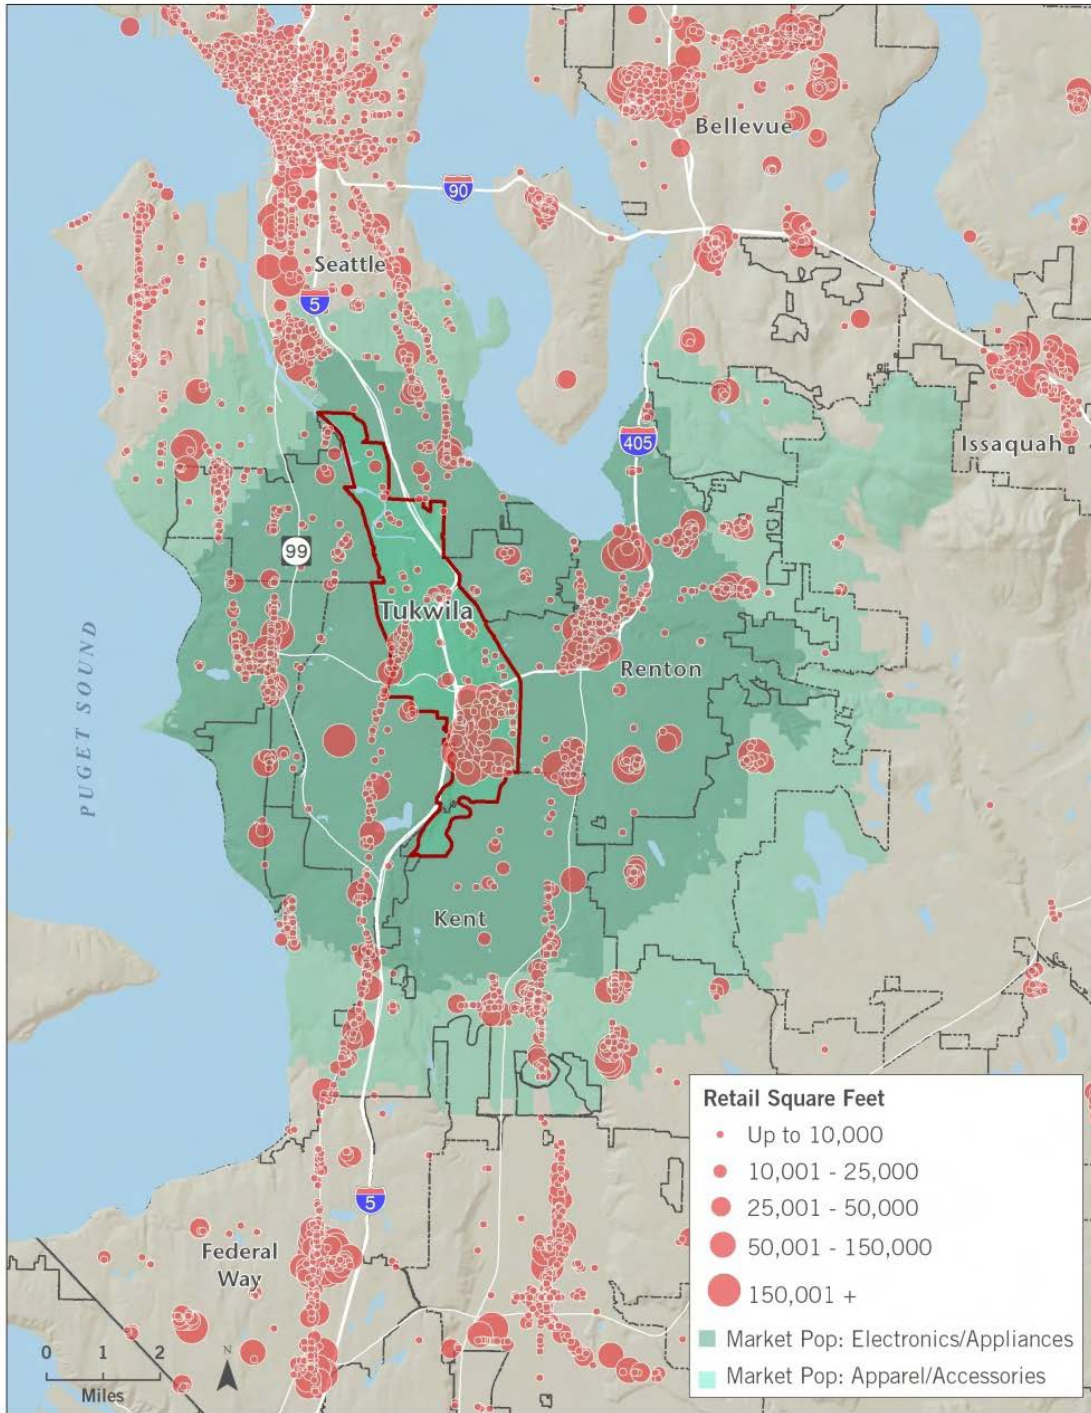 Bellevue
90
Seattle
5
405
Issaquah
99
Tukwila
PUGET SOUND
Renton
Kent
5
Federal
Way
0 1 2
Miles
N
Retail Square Feet
Up to 10,000
10,001 - 25,000
25,001 - 50,000
50,001 - 150,000
150,001 +
Market Pop: Electronics/Appliances
Market Pop: Apparel/Accessories